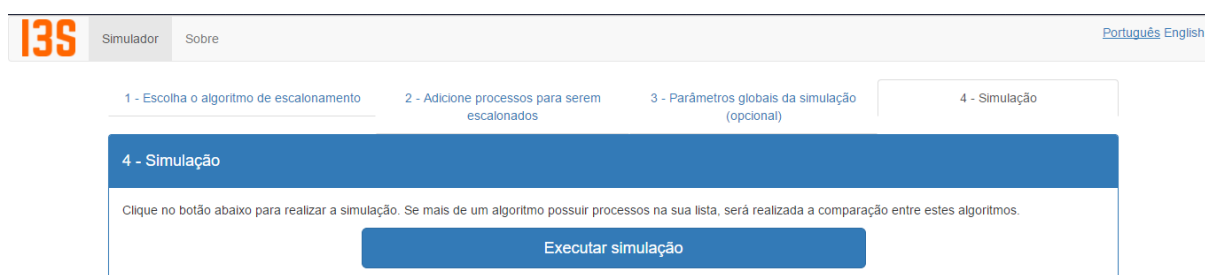 I3S Simulador Sobre Português English
1 - Escolha o algoritmo de escalonamento
2 - Adicione processos para serem
escalonados
3 - Parâmetros globais da simulação
(opcional)
4 - Simulação
4 - Simulação
Clique no botão abaixo para realizar a simulação. Se mais de um algoritmo possuir processos na sua lista, será realizada a comparação entre estes algoritmos.
Executar simulação